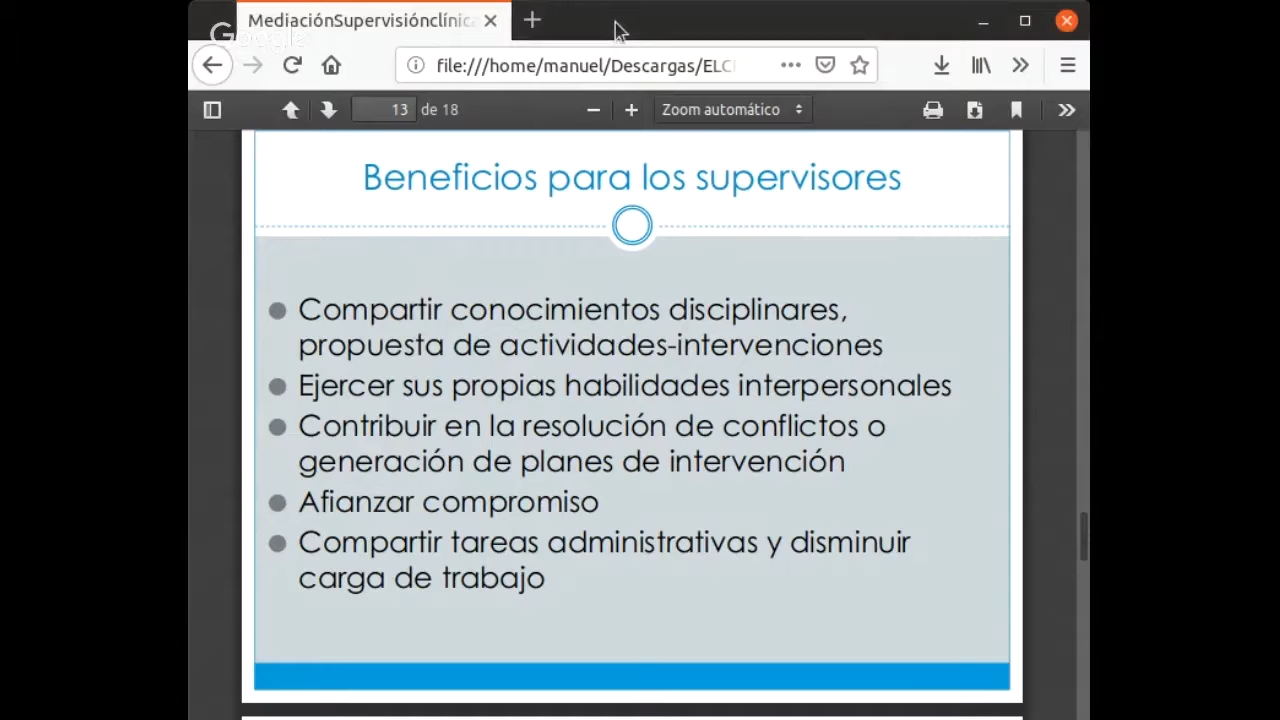 MediaciónSupervisiónclínica
Google
file:///home/manuel/Descargas/ELC
13 de 18
Zoom automático
Beneficios para los supervisores
Compartir conocimientos disciplinares,
propuesta de actividades-intervenciones
Ejercer sus propias habilidades interpersonales
Contribuir en la resolución de conflictos o
generación de planes de intervención
Afianzar compromiso
Compartir tareas administrativas y disminuir
carga de trabajo